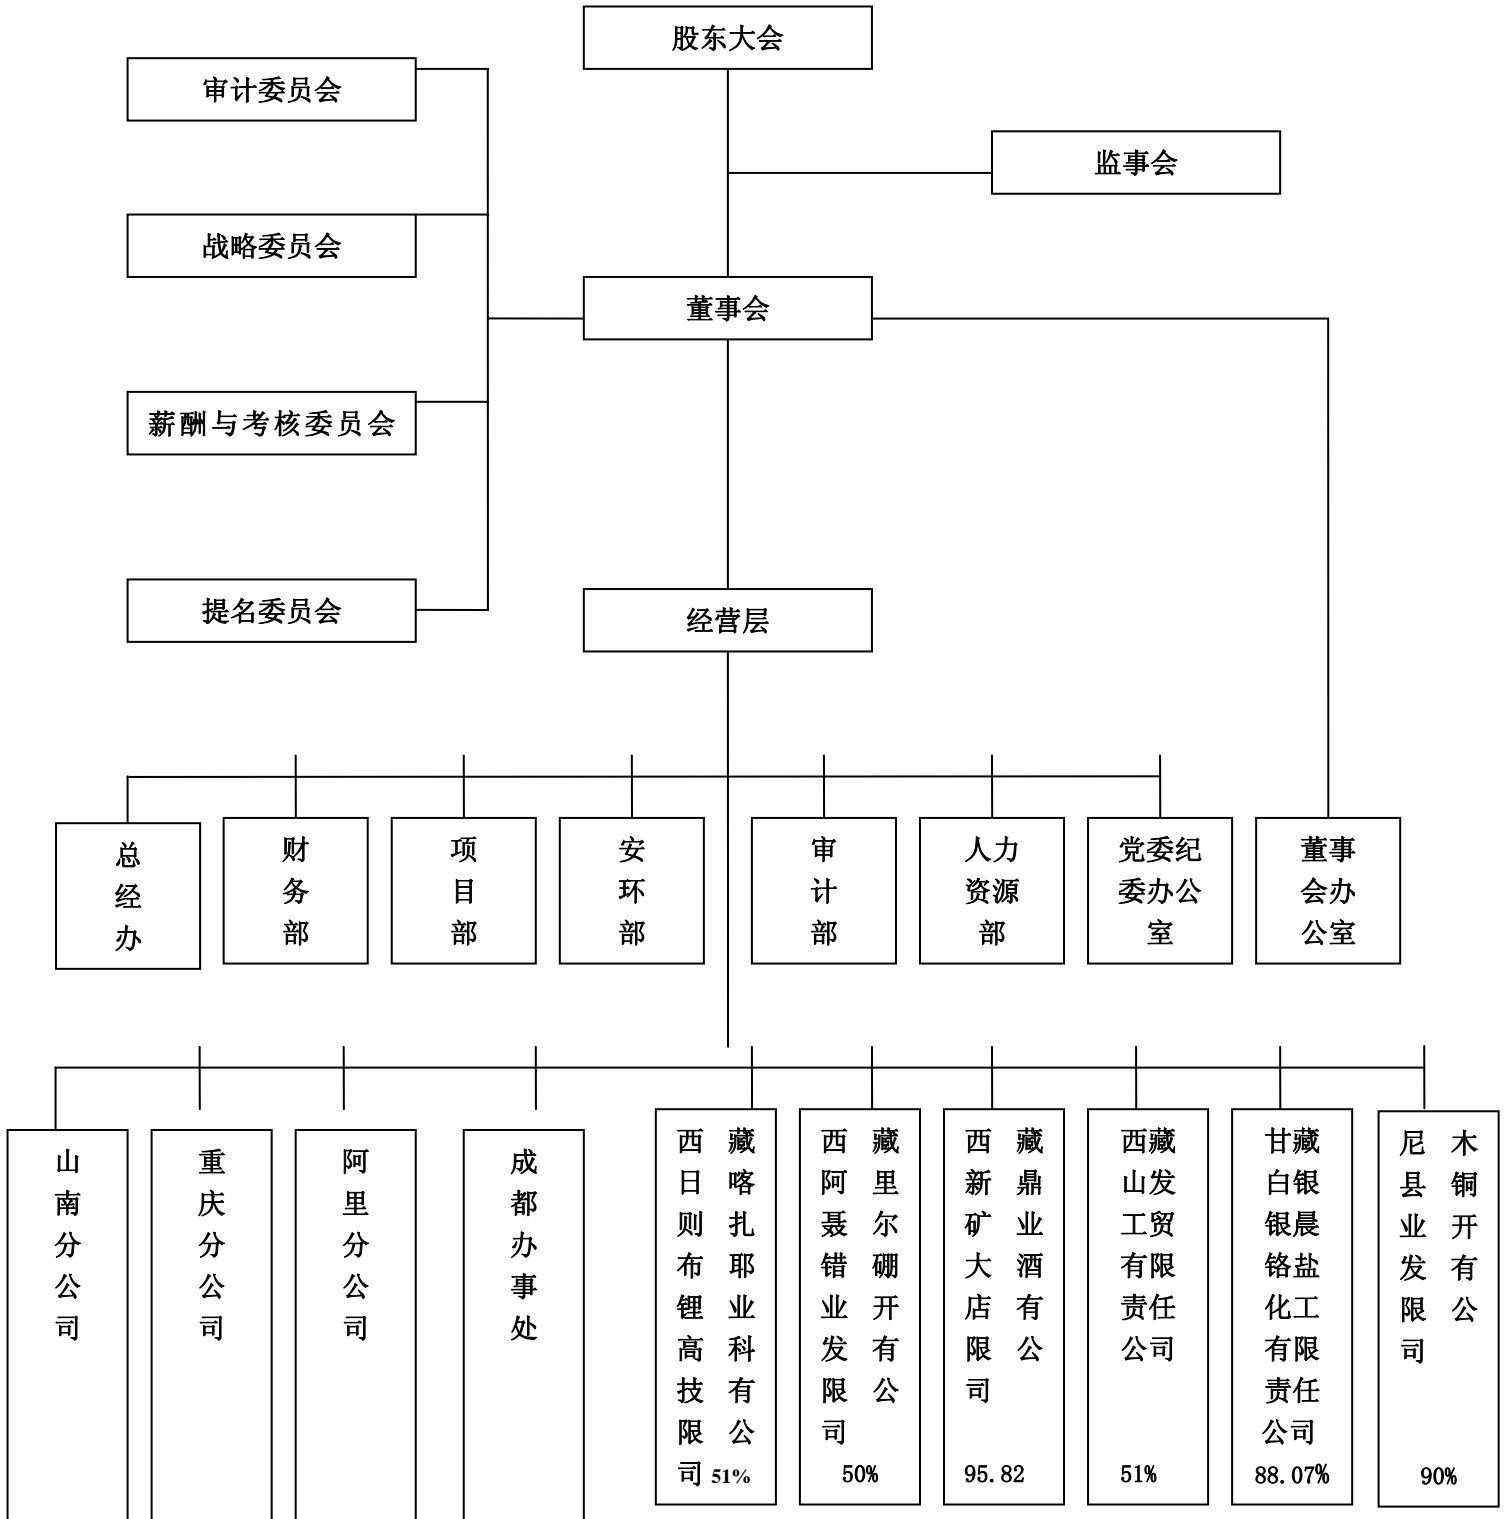 股东大会
审计委员会
监事会
战略委员会
董事会
薪酬与考核委员会
提名委员会
经营层
总
经
办
财
务
部
项
目
部
安
环
部
审
计
部
人力
资源
部
党委纪
委办公
室
董事
会办
公室
山
南
分
公
司
重
庆
分
公
司
阿
里
分
公
司
成
都
办
事
处
西 藏
日 喀
则 扎
布 耶
锂 业
高 科
技 有
限 公
司 51%
西 藏
阿 里
聂 尔
错 硼
业 开
发 有
限 公
司
50%
西 藏
新 鼎
矿 业
大 酒
店 有
限 公
司
95.82
西藏
山发
工贸
有限
责任
公司
51%
甘藏
白银
银晨
铬盐
化工
有限
责任
公司
88.07%
尼 木
县 铜
业 开
发 有
限 公
司
90%